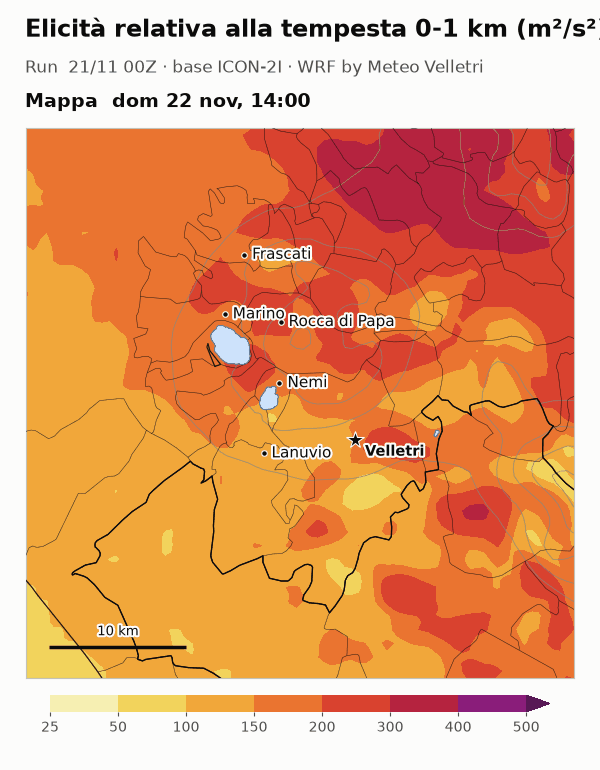 Elicità relativa alla tempesta 0-1 km (m²/s²)
Run 21/11 00Z · base ICON-2I · WRF by Meteo Velletri
Mappa dom 22 nov, 14:00
Frascati
Marino
Rocca di Papa
Nemi
Velletri
Lanuvio
10 km
25 50 100 150 200 300 400 500